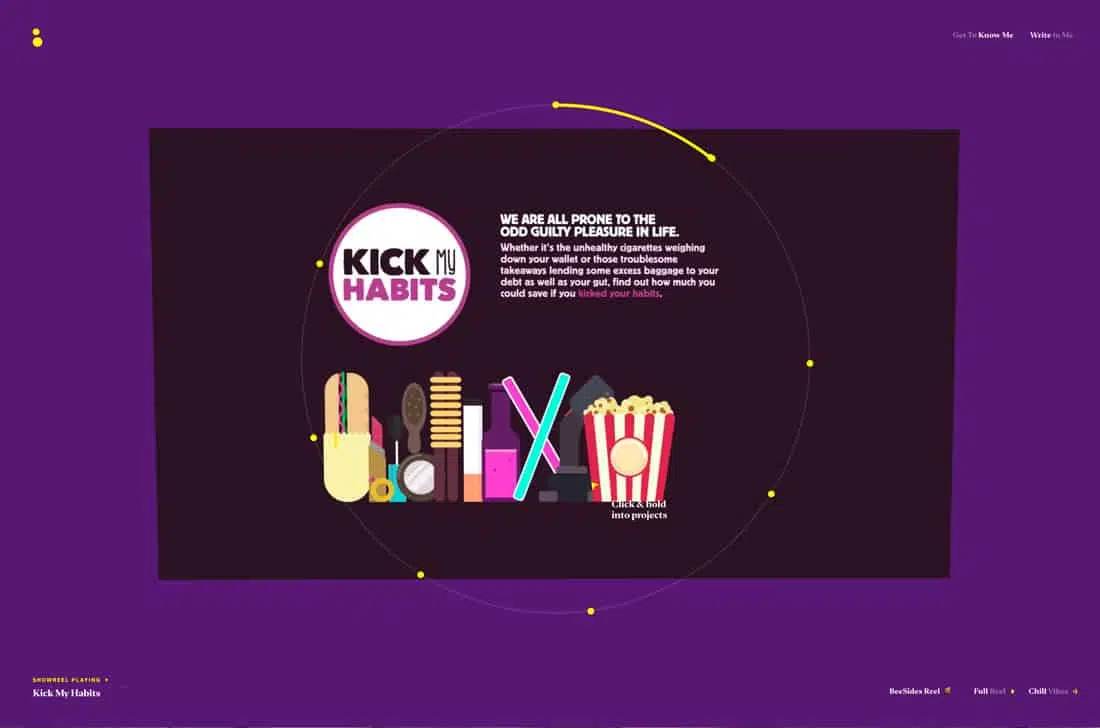 Get To Know Me
Write to Me
KICK MY
HABITS
WE ARE ALL PRONE TO THE
ODD GUILTY PLEASURE IN LIFE.
Whether it's the unhealthy cigarettes weighing
down your wallet or those troublesome
takeaways lending some excess baggage to your
debt as well as your gut, find out how much you
could save if you kicked your habits.
Click & hold
into projects
SHOWREEL PLAYING
Kick My Habits
BeeSides Reel
Full Reel
Chill Vibes